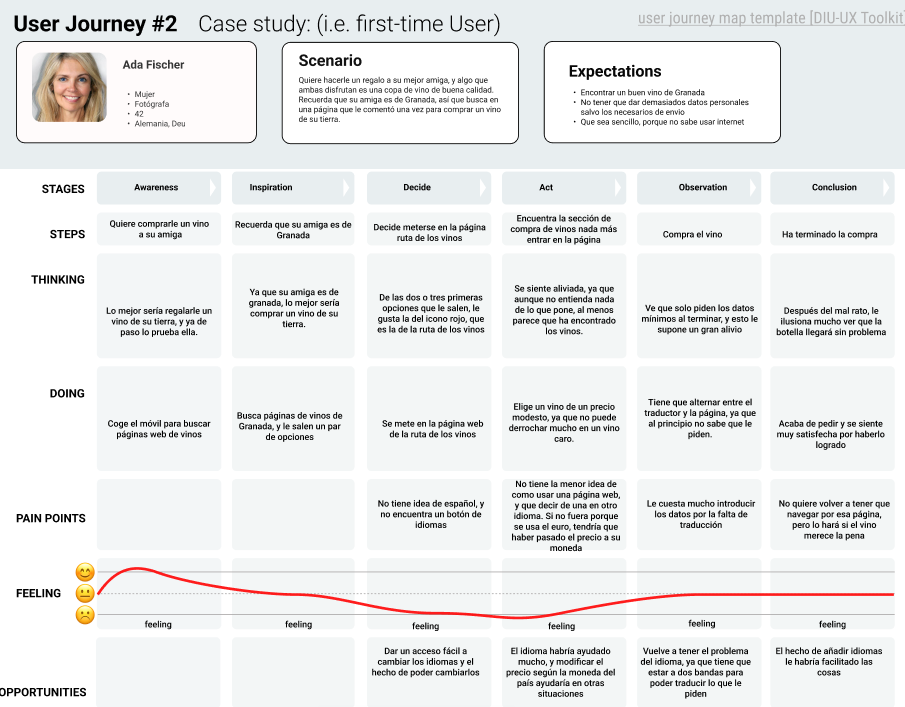 User Journey #2 Case study: (i.e. first-time User)
user journey map template [DIU-UX Toolkit]
Ada Fischer
• Mujer
• Fotógrafa
• 42
• Alemania, Deu
Scenario
Quiere hacerle un regalo a su mejor amiga, y algo que
ambas disfrutan es una copa de vino de buena calidad.
Recuerda que su amiga es de Granada, así que busca en
una página que le comentó una vez para comprar un vino
de su tierra.
Expectations
• Encontrar un buen vino de Granada
• No tener que dar demasiados datos personales
salvo los necesarios de envio
• Que sea sencillo, porque no sabe usar internet
STAGES
Awareness
Inspiration
Decide
Act
Observation
Conclusion
STEPS
Quiere comprarle un vino
a su amiga
Recuerda que su amiga es de
Granada
Decide meterse en la página
ruta de los vinos
Encuentra la sección de
compra de vinos nada más
entrar en la página
Compra el vino
Ha terminado la compra
THINKING
Lo mejor sería regalarle un
vino de su tierra, y ya de
paso lo prueba ella.
Ya que su amiga es de
granada, lo mejor sería
comprar un vino de su
tierra.
De las dos o tres primeras
opciones que le salen, le
gusta la del icono rojo, que
es la de la ruta de los vinos
Se siente aliviada, ya que
aunque no entienda nada
de lo que pone, al menos
parece que ha encontrado
los vinos.
Ve que solo piden los datos
mínimos al terminar, y esto le
supone un gran alivio
Después del mal rato, le
ilusiona mucho ver que la
botella llegará sin problema
DOING
Coge el móvil para buscar
páginas web de vinos
Busca páginas de vinos de
Granada, y le salen un par
de opciones
Se mete en la página web
de la ruta de los vinos
Elige un vino de un precio
modesto, ya que no puede
derrochar mucho en un vino
caro.
Tiene que alternar entre el
traductor y la página, ya que
al principio no sabe que le
piden.
Acaba de pedir y se siente
muy satisfecha por haberlo
logrado
PAIN POINTS
No tiene idea de español, y
no encuentra un botón de
idiomas
No tiene la menor idea de
como usar una página web,
y que decir de una en otro
idioma. Si no fuera porque
se usa el euro, tendría que
haber pasado el precio a su
moneda
Le cuesta mucho introducir
los datos por la falta de
traducción
No quiere volver a tener que
navegar por esa página,
pero lo hará si el vino
merece la pena
FEELING
feeling
feeling
feeling
feeling
feeling
feeling
OPPORTUNITIES
Dar un acceso fácil a
cambiar los idiomas y el
hecho de poder cambiarlos
El idioma habría ayudado
mucho, y modificar el
precio según la moneda del
país ayudaría en otras
situaciones
Vuelve a tener el problema
del idioma, ya que tiene que
estar a dos bandas para
poder traducir lo que le
piden
El hecho de añadir idiomas
le habría facilitado las
cosas